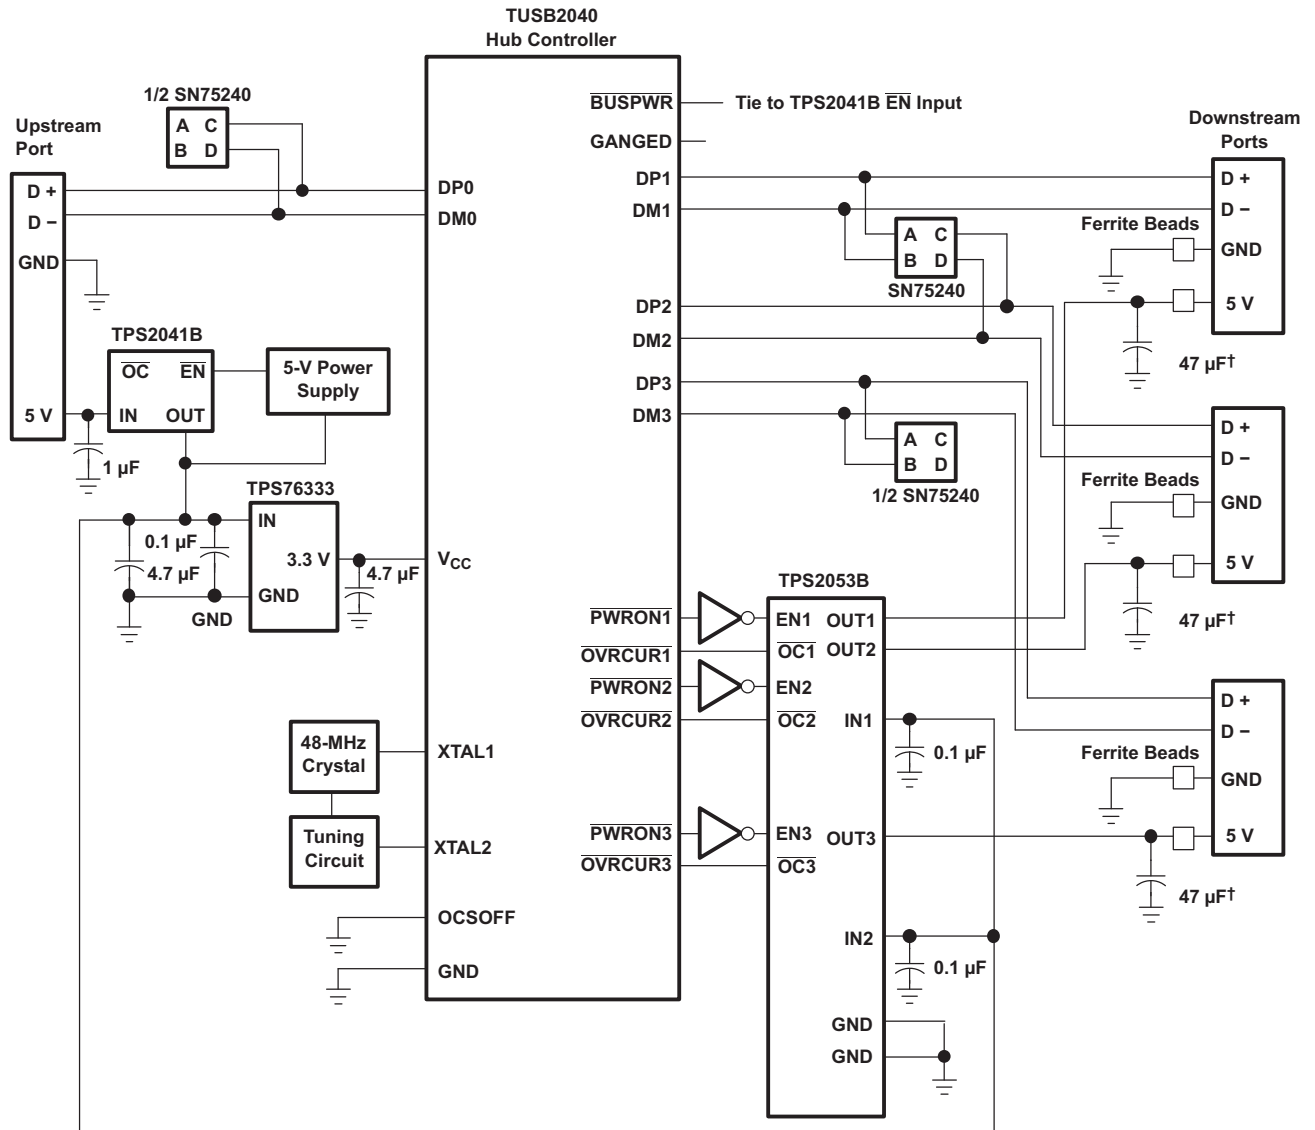 TUSB2040
Hub Controller
1/2 SN75240
A C
B D
Upstream
Port
D +
D −
GND
5 V
DP0
DM0
BUSPWR
Tie to TPS2041B EN Input
GANGED
DP1
DM1
Downstream
Ports
D +
D −
Ferrite Beads
GND
5 V
47 µF†
A C
B D
SN75240
DP2
DM2
DP3
DM3
A C
B D
1/2 SN75240
TPS2041B
OC EN
IN OUT
5-V Power
Supply
1 µF
TPS76333
IN
3.3 V
GND
0.1 µF
4.7 µF
GND
4.7 µF
VCC
D +
D −
Ferrite Beads
GND
5 V
47 µF†
TPS2053B
PWRON1
EN1
OUT1
OVRCUR1
OC1
OUT2
PWRON2
EN2
OVRCUR2
OC2
IN1
0.1 µF
D +
D −
Ferrite Beads
GND
5 V
47 µF†
48-MHz
Crystal
XTAL1
Tuning
Circuit
XTAL2
PWRON3
EN3
OUT3
OVRCUR3
OC3
OCSOFF
GND
IN2
0.1 µF
GND
GND